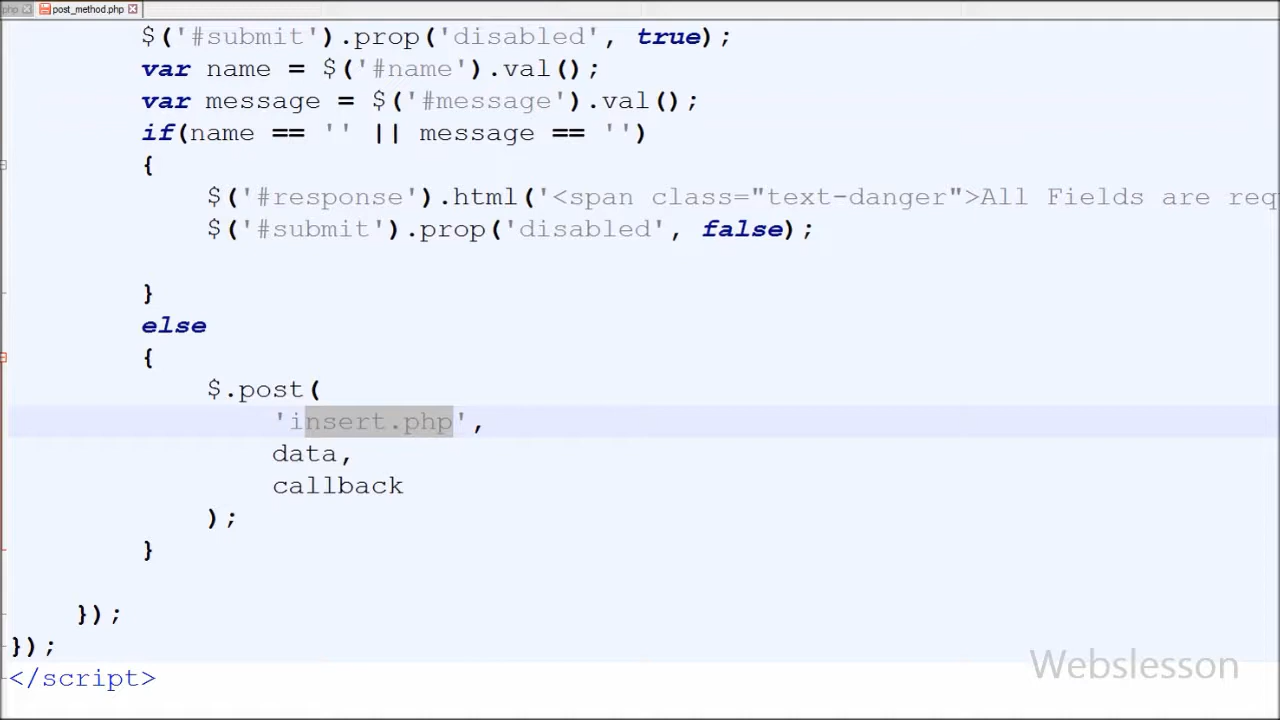 php post_method.php
$('#submit').prop('disabled', true);
var name = $('#name').val();
var message = $('#message').val();
if(name == '' || message == '')
{
$('#response').html('<span class="text-danger">All Fields are req
$('#submit').prop('disabled', false);
}
else
{
$.post(
'insert.php',
data,
callback
);
}
});
});
</script>
Webslesson